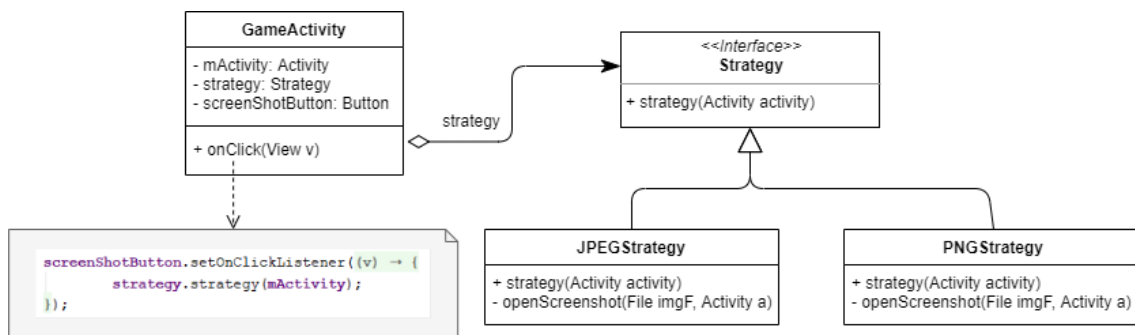 GameActivity
- mActivity: Activity
- strategy: Strategy
- screenShotButton: Button
+ onClick(View v)
strategy
<<Interface>>
Strategy
+ strategy(Activity activity)
screenShotButton.setOnClickListener((v) → {
strategy.strategy(mActivity);
});
JPEGStrategy
+ strategy(Activity activity)
- openScreenshot(File imgF, Activity a)
PNGStrategy
+ strategy(Activity activity)
- openScreenshot(File imgF, Activity a)